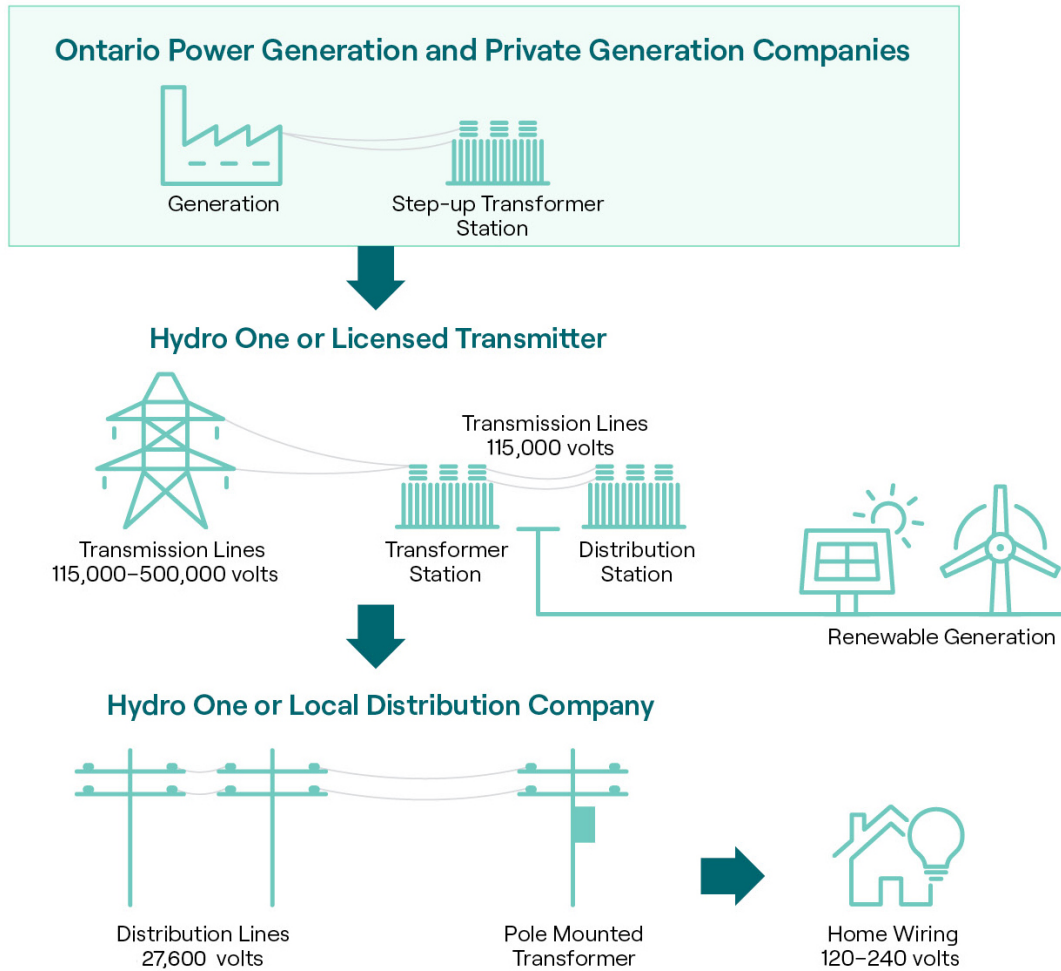 Ontario Power Generation and Private Generation Companies
Generation
Step-up Transformer
Station
Hydro One or Licensed Transmitter
Transmission Lines
115,000 volts
Transmission Lines
115,000–500,000 volts
Transformer
Station
Distribution
Station
Renewable Generation
Hydro One or Local Distribution Company
Distribution Lines
27,600 volts
Pole Mounted
Transformer
Home Wiring
120–240 volts